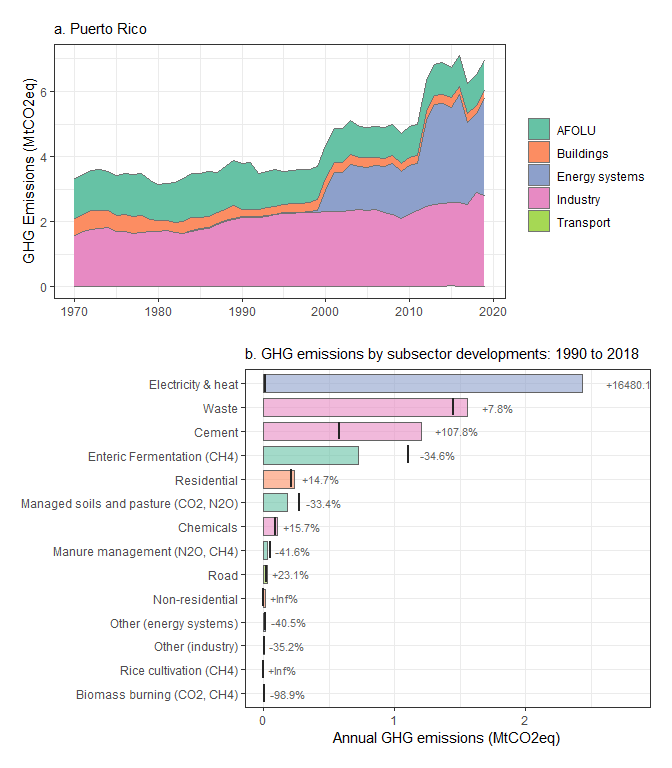 a. Puerto Rico
GHG Emissions (MtCO2eq)
6
4
2
0
1970
1980
1990
2000
2010
2020
AFOLU
Buildings
Energy systems
Industry
Transport
b. GHG emissions by subsector developments: 1990 to 2018
Electricity & heat
+16480.1
Waste
+7.8%
Cement
+107.8%
Enteric Fermentation (CH4)
-34.6%
Residential
+14.7%
Managed soils and pasture (CO2, N2O)
-33.4%
Chemicals
+15.7%
Manure management (N2O, CH4)
-41.6%
Road
+23.1%
Non-residential
+Inf%
Other (energy systems)
-40.5%
Other (industry)
-35.2%
Rice cultivation (CH4)
+Inf%
Biomass burning (CO2, CH4)
-98.9%
0
1
2
Annual GHG emissions (MtCO2eq)